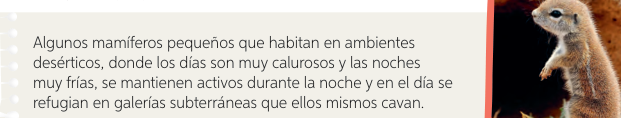 Algunos mamíferos pequeños que habitan en ambientes
desérticos, donde los días son muy calurosos y las noches
muy frías, se mantienen activos durante la noche y en el día se
refugian en galerías subterráneas que ellos mismos cavan.